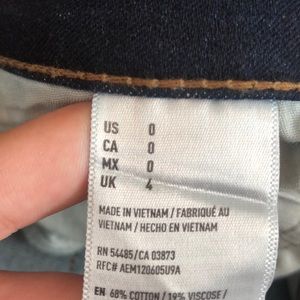 US 0
CA 0
MX 0
UK 4
MADE IN VIETNAM / FABRIQUÉ AU
VIETNAM / HECHO EN VIETNAM
RN 54485/CA 03873
RFC# AEM120605U9A
EN 68% COTTON / 19% VISCOSE /